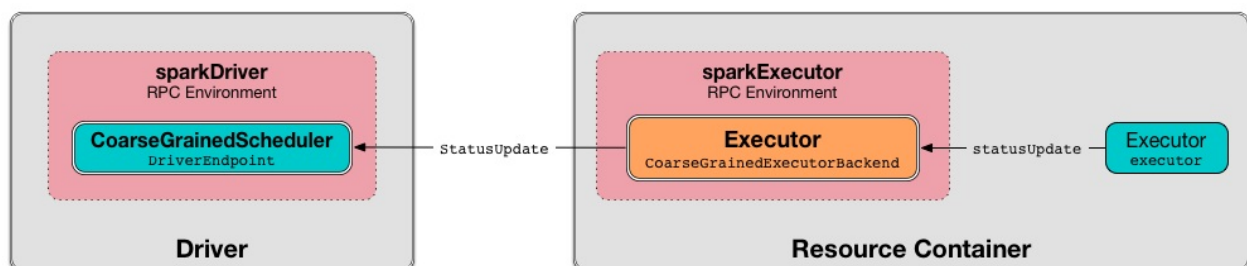 sparkDriver
RPC Environment
CoarseGrainedScheduler
DriverEndpoint
StatusUpdate
sparkExecutor
RPC Environment
Executor
CoarseGrainedExecutorBackend
statusUpdate
Executor
executor
Driver
Resource Container